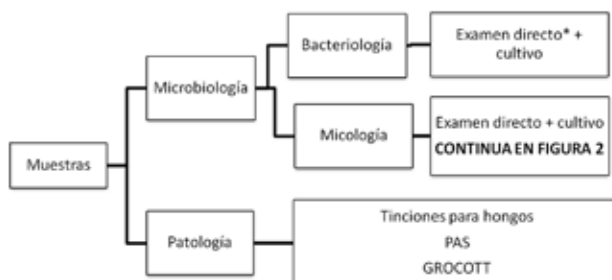 Muestras
Microbiología
Bacteriología
Examen directo* +
cultivo
Micología
Examen directo + cultivo
CONTINUA EN FIGURA 2
Patología
Tinciones para hongos
PAS
GROCOTT